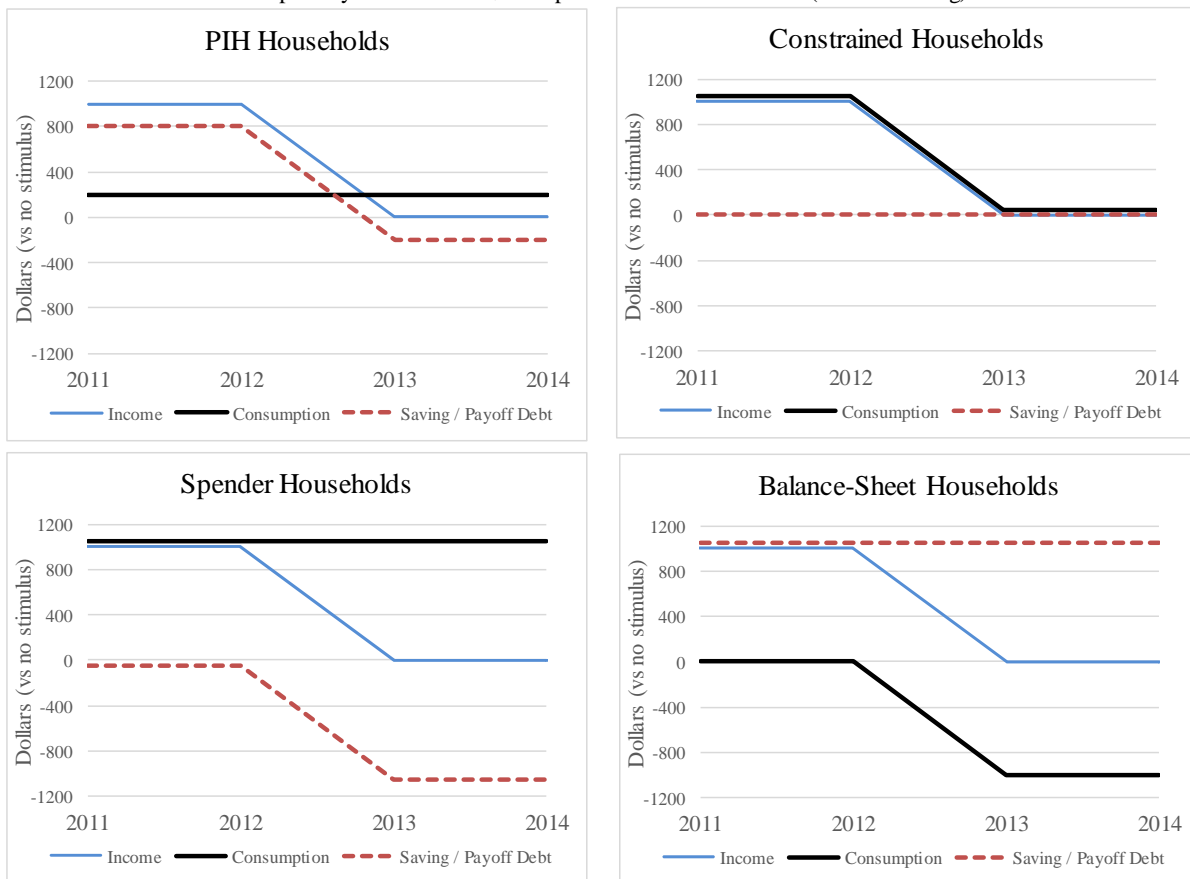 PIH Households
Dollars (vs no stimulus)
1200
800
400
0
-400
-800
-1200
2011 2012 2013 2014
Income Consumption Saving / Payoff Debt
Constrained Households
Dollars (vs no stimulus)
1200
800
400
0
-400
-800
-1200
2011 2012 2013 2014
Income Consumption Saving / Payoff Debt
Spender Households
Dollars (vs no stimulus)
1200
800
400
0
-400
-800
-1200
2011 2012 2013 2014
Income Consumption Saving / Payoff Debt
Balance-Sheet Households
Dollars (vs no stimulus)
1200
800
400
0
-400
-800
-1200
2011 2012 2013 2014
Income Consumption Saving / Payoff Debt